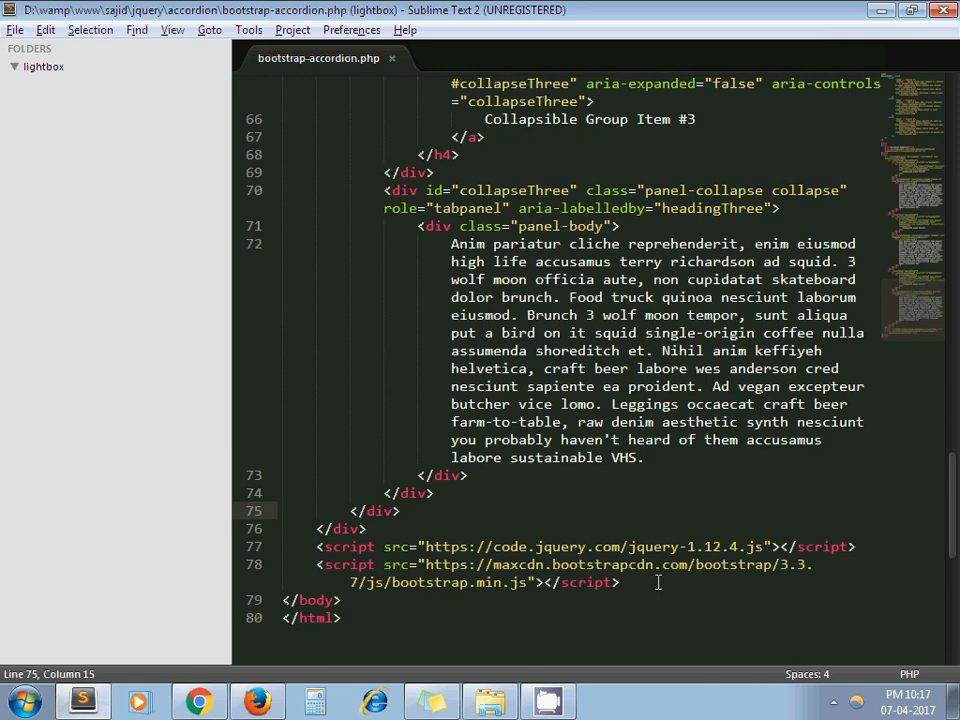 D:\wamp\www\sajid\jquery\accordion\bootstrap-accordion.php (lightbox) - Sublime Text 2 (UNREGISTERED)
File Edit Selection Find View Goto Tools Project Preferences Help
FOLDERS
lightbox
bootstrap-accordion.php ×
#collapseThree" aria-expanded="false" aria-controls
="collapseThree">
66 Collapsible Group Item #3
67 </a>
68 </h4>
69 </div>
70 <div id="collapseThree" class="panel-collapse collapse"
role="tabpanel" aria-labelledby="headingThree">
71 <div class="panel-body">
72 Anim pariatur cliche reprehenderit, enim eiusmod
high life accusamus terry richardson ad squid. 3
wolf moon officia aute, non cupidatat skateboard
dolor brunch. Food truck quinoa nesciunt laborum
eiusmod. Brunch 3 wolf moon tempor, sunt aliqua
put a bird on it squid single-origin coffee nulla
assumenda shoreditch et. Nihil anim keffiyeh
helvetica, craft beer labore wes anderson cred
nesciunt sapiente ea proident. Ad vegan excepteur
butcher vice lomo. Leggings occaecat craft beer
farm-to-table, raw denim aesthetic synth nesciunt
you probably haven't heard of them accusamus
labore sustainable VHS.
73 </div>
74 </div>
75 </div>
76 </div>
77 <script src="https://code.jquery.com/jquery-1.12.4.js"></script>
78 <script src="https://maxcdn.bootstrapcdn.com/bootstrap/3.3.
7/js/bootstrap.min.js"></script>
79 </body>
80 </html>
Line 75, Column 15
Spaces: 4
PHP
PM 10:17
07-04-2017